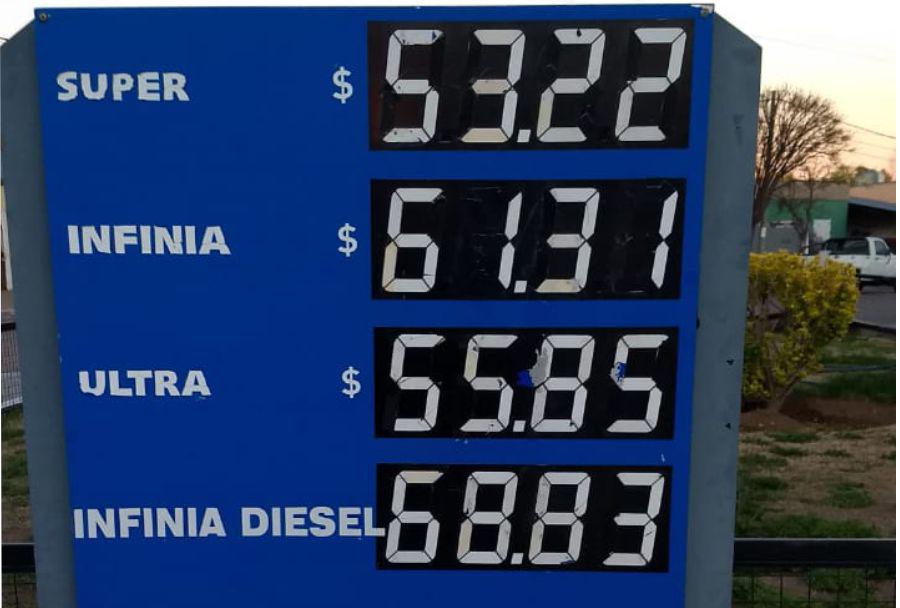 SUPER $ 53.22
INFINIA $ 61.31
ULTRA $ 55.85
INFINIA DIESEL 68.83